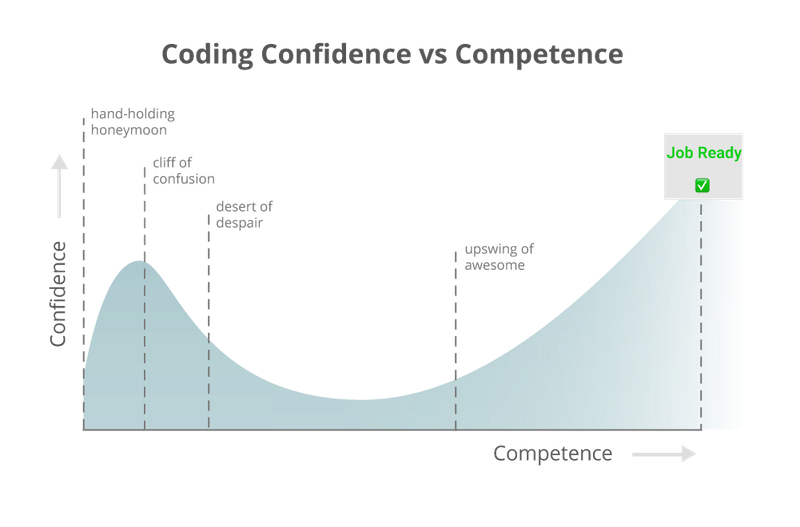 Coding Confidence vs Competence
hand-holding
honeymoon
cliff of
confusion
desert of
despair
upswing of
awesome
Job Ready
Confidence
Competence